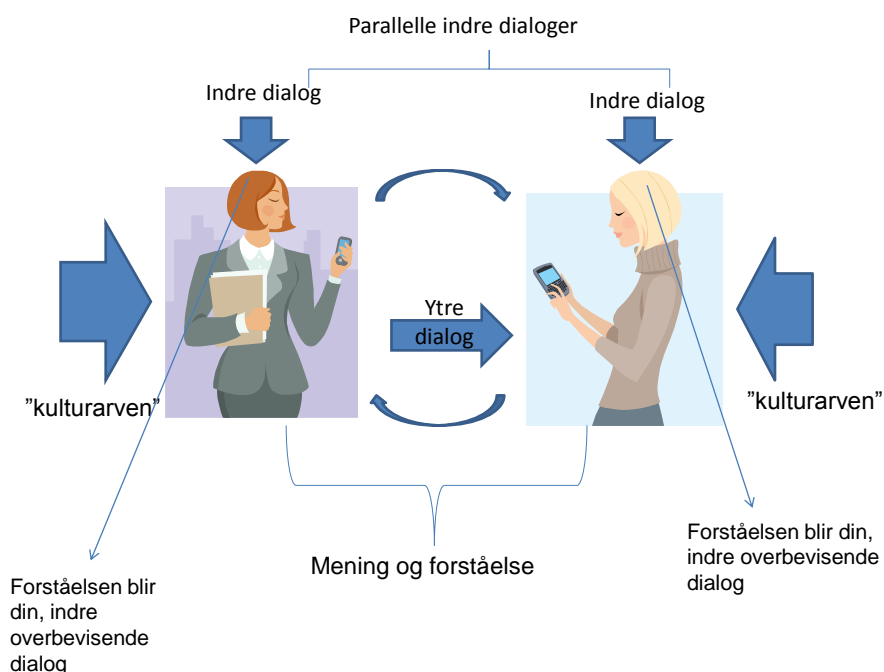 Parallelle indre dialoger
Indre dialog
Indre dialog
Ytre
dialog
”kulturarven”
”kulturarven”
Mening og forståelse
Forståelsen blir din,
indre overbevisende
dialog
Forståelsen blir
din, indre
overbevisende
dialog